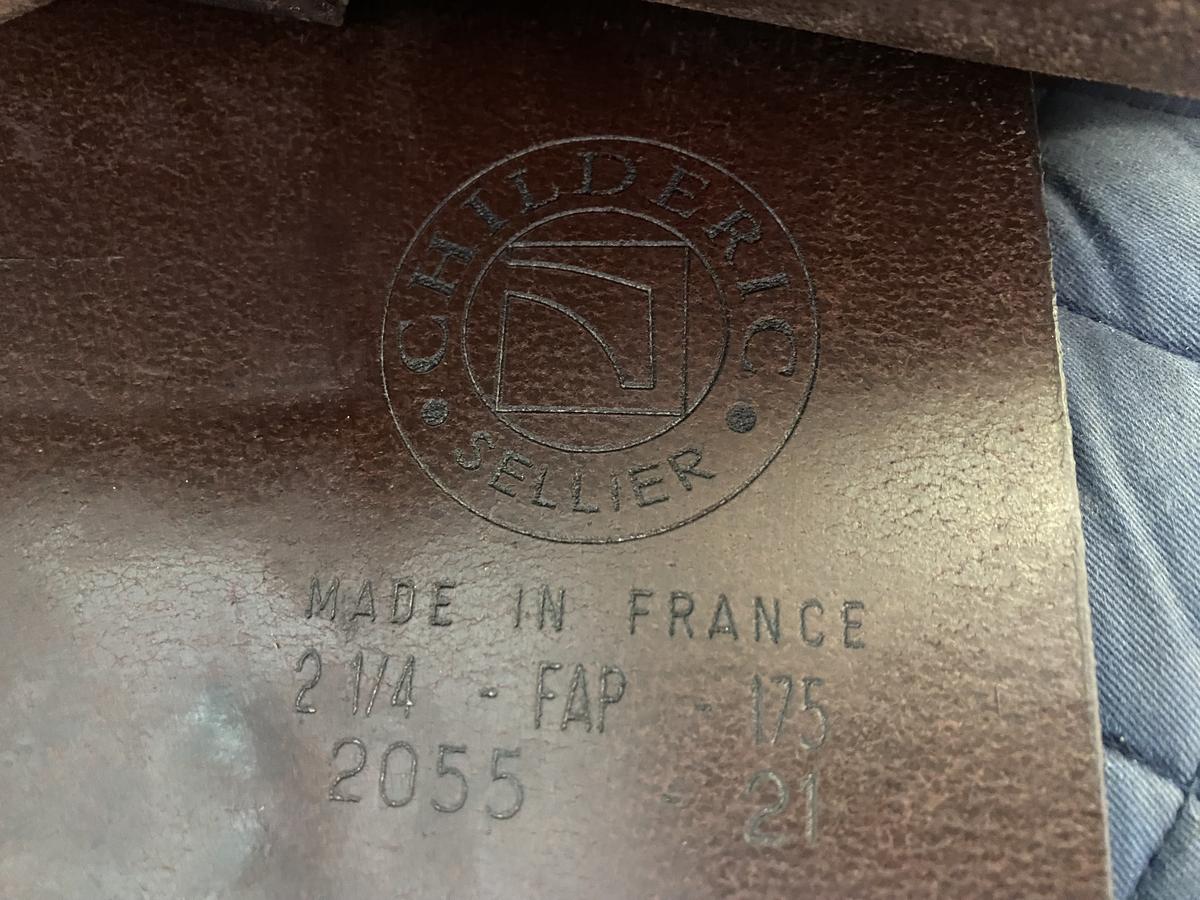 CHILDERIC
SELLIER
MADE IN FRANCE
2 1/4 - FAP - 175
2055 - 21